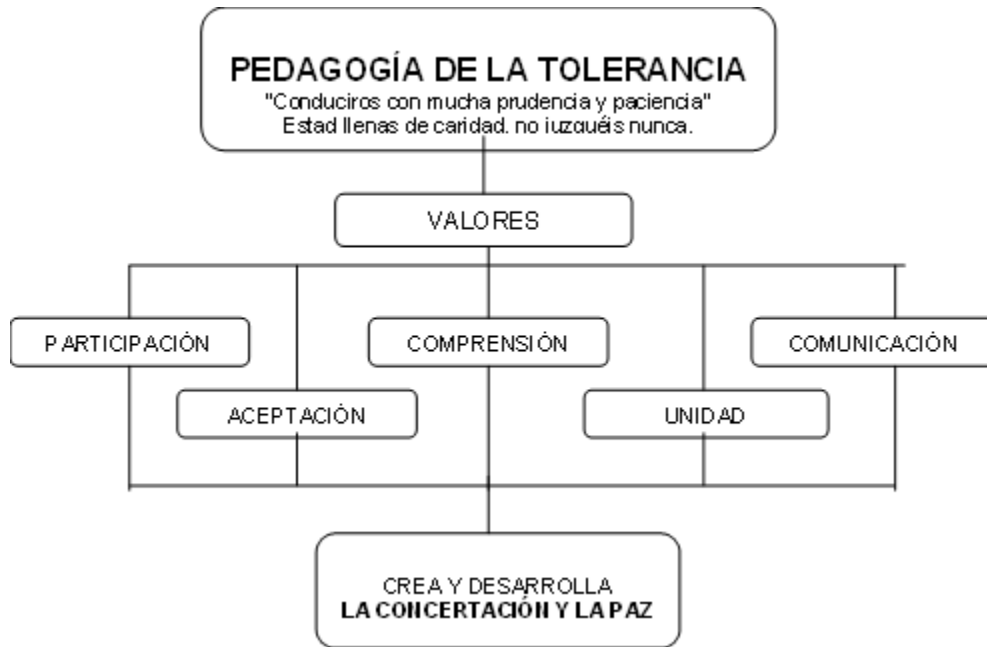 PEDAGOGÍA DE LA TOLERANCIA
"Conduciros con mucha prudencia y paciencia"
Estad llenas de caridad. no juzguéis nunca.
VALORES
PARTICIPACIÓN
COMPRENSIÓN
COMUNICACIÓN
ACEPTACIÓN
UNIDAD
CREA Y DESARROLLA
LA CONCERTACIÓN Y LA PAZ